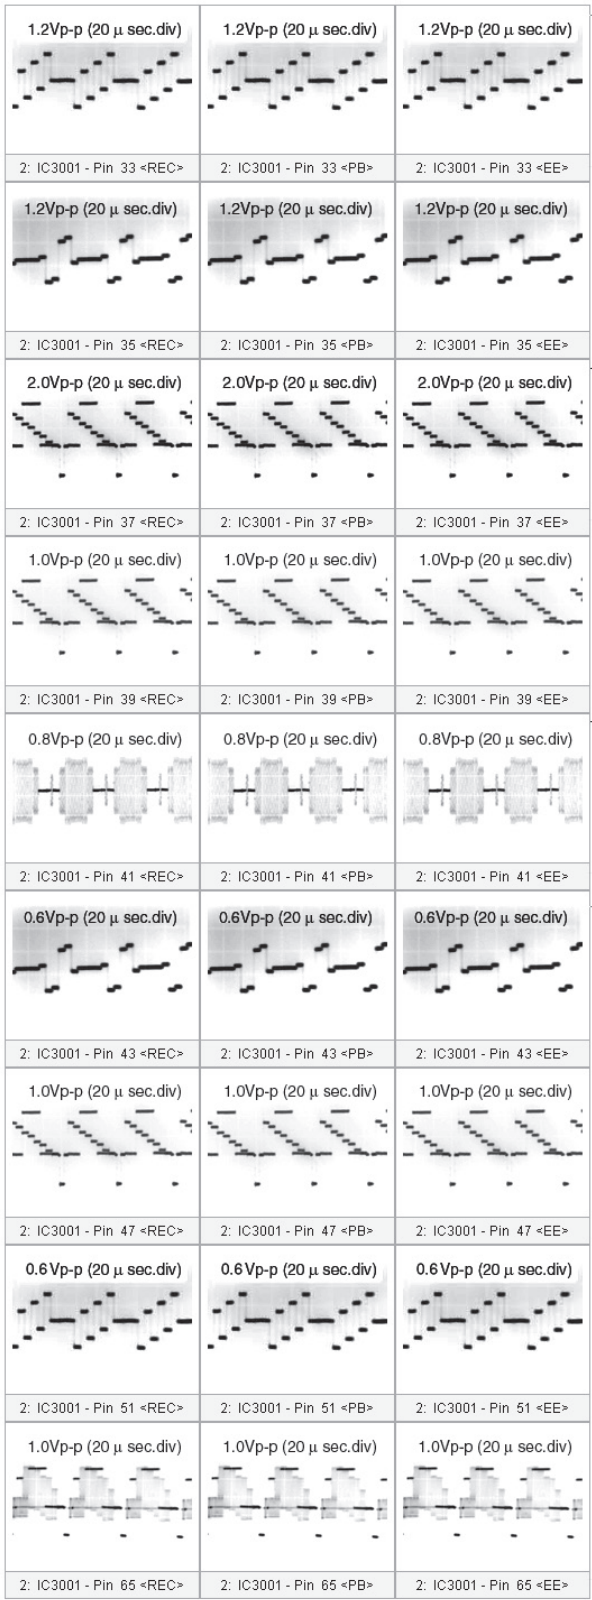 1.2Vp-p (20 μ sec.div) 1.2Vp-p (20 μ sec.div) 1.2Vp-p (20 μ sec.div)
2: IC3001 - Pin 33 <REC> 2: IC3001 - Pin 33 <PB> 2: IC3001 - Pin 33 <EE>
1.2Vp-p (20 μ sec.div) 1.2Vp-p (20 μ sec.div) 1.2Vp-p (20 μ sec.div)
2: IC3001 - Pin 35 <REC> 2: IC3001 - Pin 35 <PB> 2: IC3001 - Pin 35 <EE>
2.0Vp-p (20 μ sec.div) 2.0Vp-p (20 μ sec.div) 2.0Vp-p (20 μ sec.div)
2: IC3001 - Pin 37 <REC> 2: IC3001 - Pin 37 <PB> 2: IC3001 - Pin 37 <EE>
1.0Vp-p (20 μ sec.div) 1.0Vp-p (20 μ sec.div) 1.0Vp-p (20 μ sec.div)
2: IC3001 - Pin 39 <REC> 2: IC3001 - Pin 39 <PB> 2: IC3001 - Pin 39 <EE>
0.8Vp-p (20 μ sec.div) 0.8Vp-p (20 μ sec.div) 0.8Vp-p (20 μ sec.div)
2: IC3001 - Pin 41 <REC> 2: IC3001 - Pin 41 <PB> 2: IC3001 - Pin 41 <EE>
0.6Vp-p (20 μ sec.div) 0.6Vp-p (20 μ sec.div) 0.6Vp-p (20 μ sec.div)
2: IC3001 - Pin 43 <REC> 2: IC3001 - Pin 43 <PB> 2: IC3001 - Pin 43 <EE>
1.0Vp-p (20 μ sec.div) 1.0Vp-p (20 μ sec.div) 1.0Vp-p (20 μ sec.div)
2: IC3001 - Pin 47 <REC> 2: IC3001 - Pin 47 <PB> 2: IC3001 - Pin 47 <EE>
0.6 Vp-p (20 μ sec.div) 0.6 Vp-p (20 μ sec.div) 0.6 Vp-p (20 μ sec.div)
2: IC3001 - Pin 51 <REC> 2: IC3001 - Pin 51 <PB> 2: IC3001 - Pin 51 <EE>
1.0Vp-p (20 μ sec.div) 1.0Vp-p (20 μ sec.div) 1.0Vp-p (20 μ sec.div)
2: IC3001 - Pin 65 <REC> 2: IC3001 - Pin 65 <PB> 2: IC3001 - Pin 65 <EE>